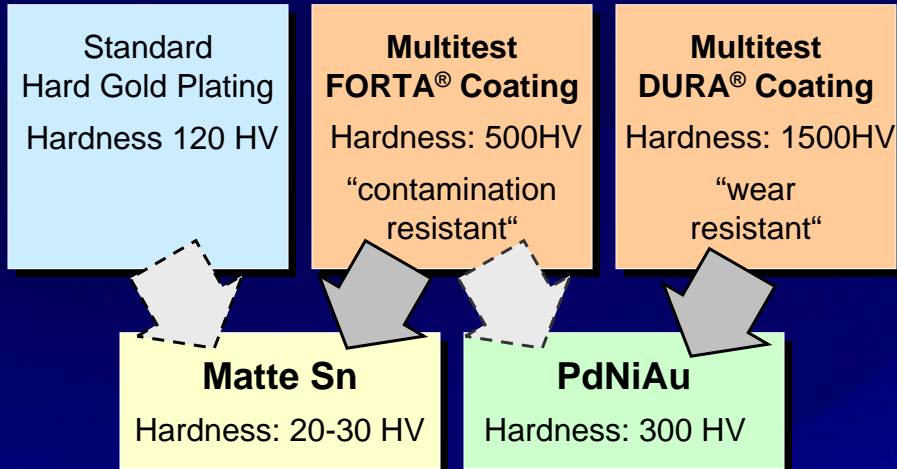 Standard
Hard Gold Plating
Hardness 120 HV
Multitest
FORTA® Coating
Hardness: 500HV
“contamination
resistant“
Multitest
DURA® Coating
Hardness: 1500HV
“wear
resistant“
Matte Sn
Hardness: 20-30 HV
PdNiAu
Hardness: 300 HV